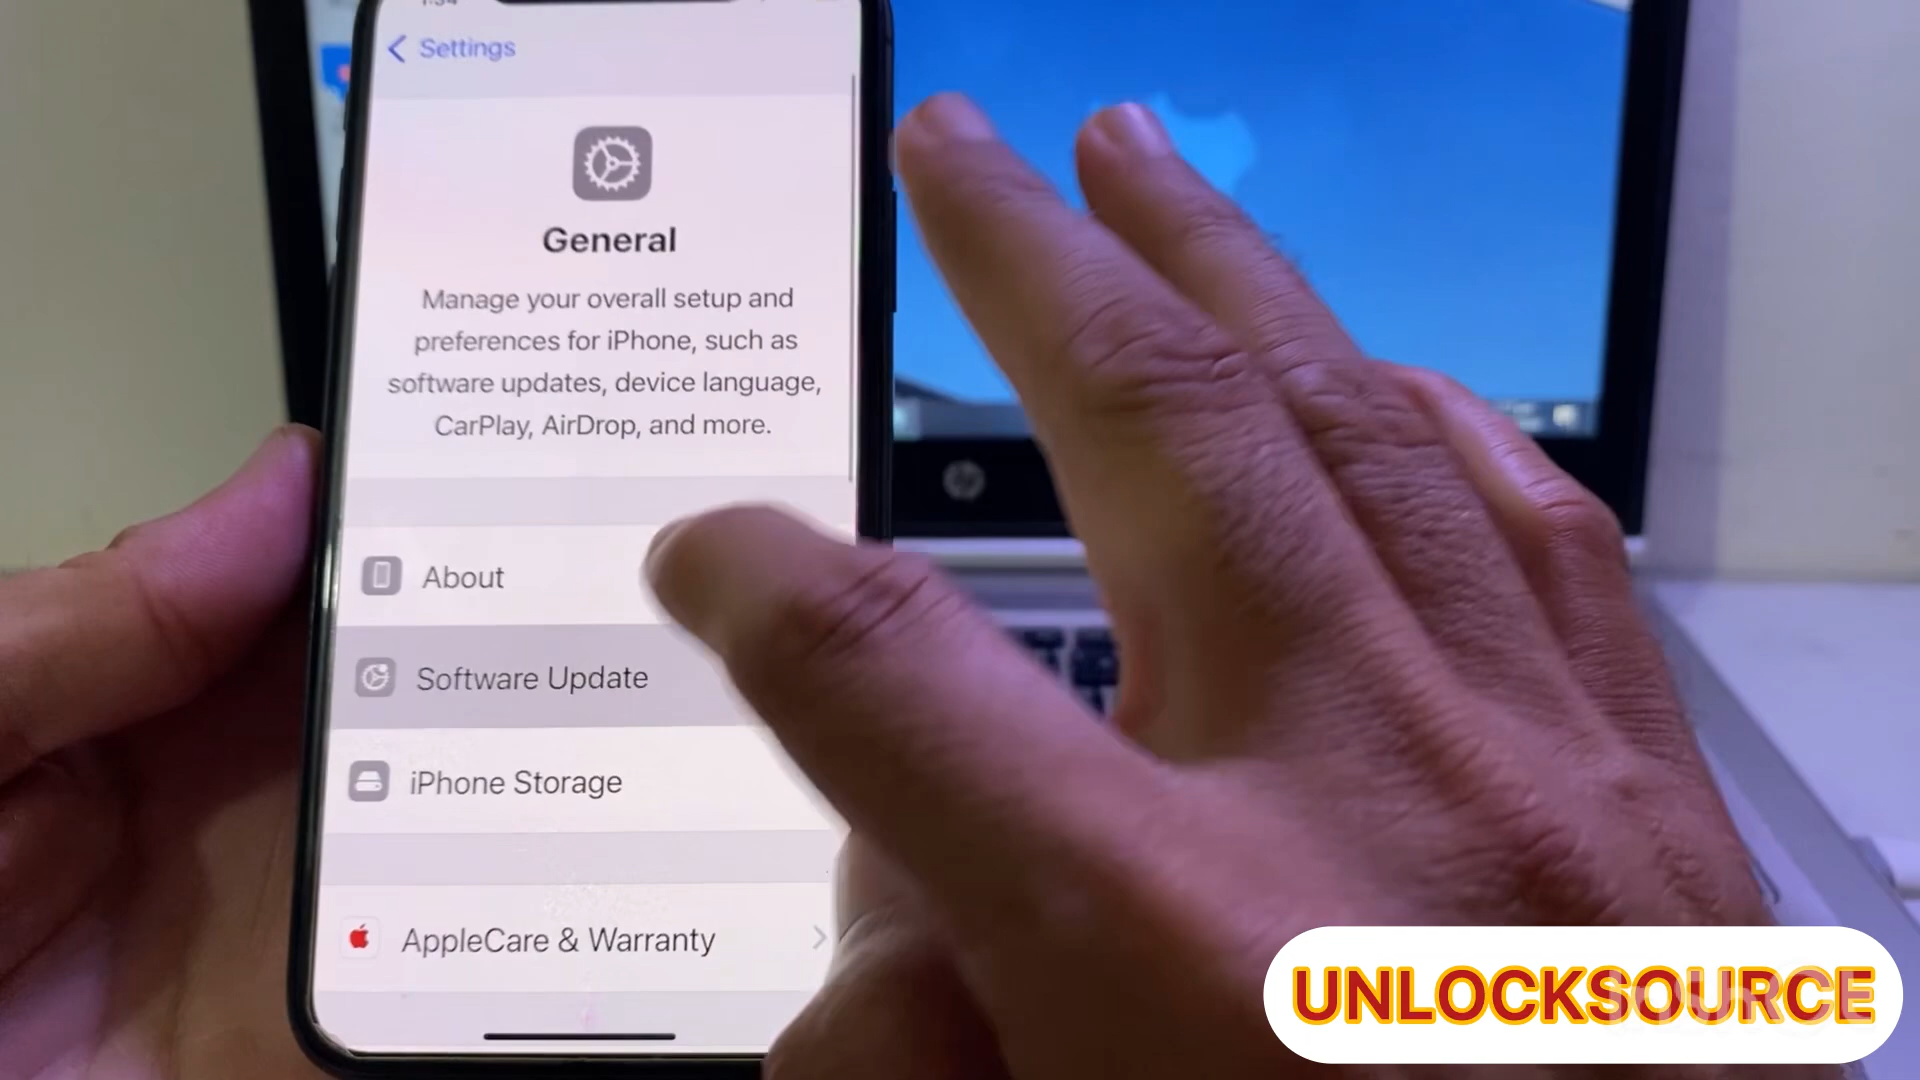 Settings
General
Manage your overall setup and
preferences for iPhone, such as
software updates, device language,
CarPlay, AirDrop, and more.
About
Software Update
iPhone Storage
AppleCare & Warranty
hp
UNLOCKSOURCE